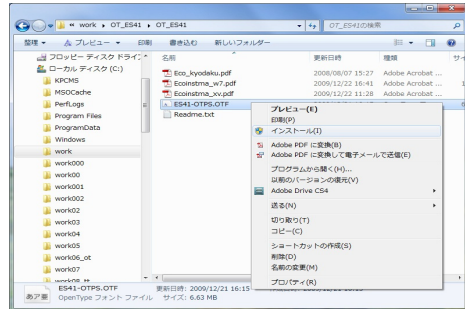 « work ▸ OT_ES41 ▸ OT_ES41
OT_ES41の検索
整理 ▼ プレビュー ▼ 印刷 書き込む 新しいフォルダー
フロッピー ディスク ドライ
ローカル ディスク (C:)
KPCMS
MSOCache
PerfLogs
Program Files
ProgramData
Windows
work
work000
work00
work001
work002
work02
work03
work04
work05
work06_ot
work07
work08_tt
名前 更新日時 種類 サイ
Eco_kyodaku.pdf 2008/08/07 15:27 Adobe Acrobat ...
Ecoinstma_w7.pdf 2009/12/22 16:41 Adobe Acrobat ... 1
Ecoinstma_xv.pdf 2009/12/22 11:28 Adobe Acrobat ...
ES41-OTPS.OTF
Readme.txt
プレビュー(E)
印刷(P)
インストール(I)
Adobe PDF に変換(B)
Adobe PDF に変換して電子メールで送信(E)
プログラムから開く(H)...
以前のバージョンの復元(V)
Adobe Drive CS4
送る(N)
切り取り(T)
コピー(C)
ショートカットの作成(S)
削除(D)
名前の変更(M)
プロパティ(R)
あア亜
ES41-OTPS.OTF 更新日時: 2009/12/21 16:15
OpenType フォント ファイル サイズ: 6.63 MB